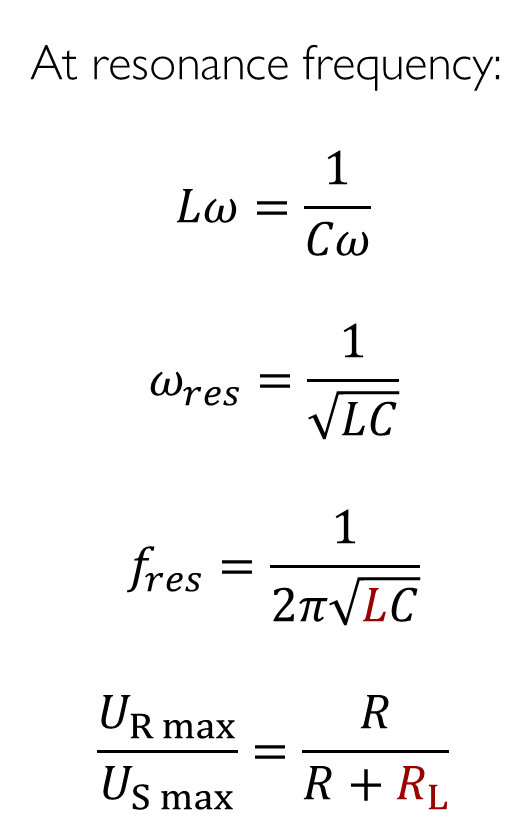 At resonance frequency:
Lω = 1/(Cω)
ω_res = 1/√(LC)
f_res = 1/(2π√(LC))
U_R max/U_S max = R/(R + R_L)